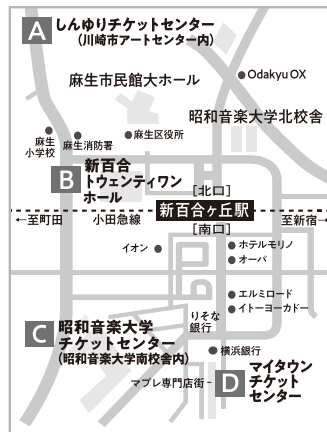 A しんゆりチケットセンター
（川崎市アートセンター内）
麻生市民館大ホール
Odakyu OX
昭和音楽大学北校舎
麻生
小学校
麻生消防署
麻生区役所
B 新百合
トウェンティワン
ホール
［北口］
←至町田
小田急線
新百合ヶ丘駅
至新宿→
［南口］
イオン
ホテルモリノ
オーパ
エルミロード
イトーヨーカドー
りそな
銀行
C 昭和音楽大学
チケットセンター
（昭和音楽大学南校舎内）
横浜銀行
マプレ専門店街
D マイタウン
チケット
センター